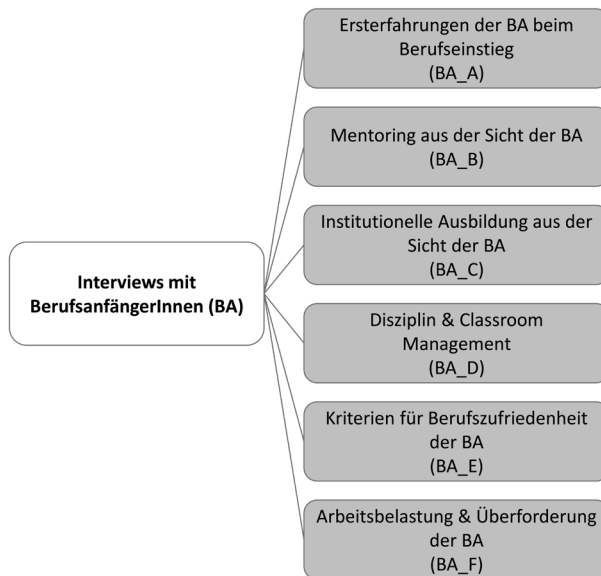 Ersterfahrungen der BA beim
Berufseinstieg
(BA_A)
Mentoring aus der Sicht der BA
(BA_B)
Institutionelle Ausbildung aus der
Sicht der BA
(BA_C)
Interviews mit
BerufsanfängerInnen (BA)
Disziplin & Classroom
Management
(BA_D)
Kriterien für Berufszufriedenheit
der BA
(BA_E)
Arbeitsbelastung & Überforderung
der BA
(BA_F)